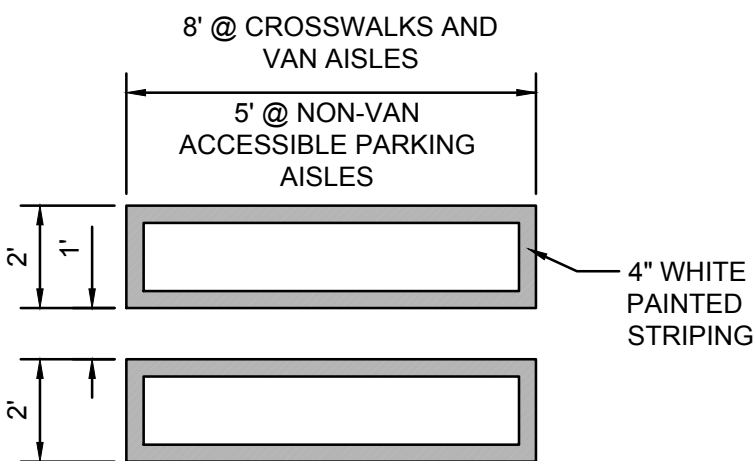 8' @ CROSSWALKS AND
VAN AISLES
5' @ NON-VAN
ACCESSIBLE PARKING
AISLES
2'
1'
4" WHITE
PAINTED
STRIPING
2'